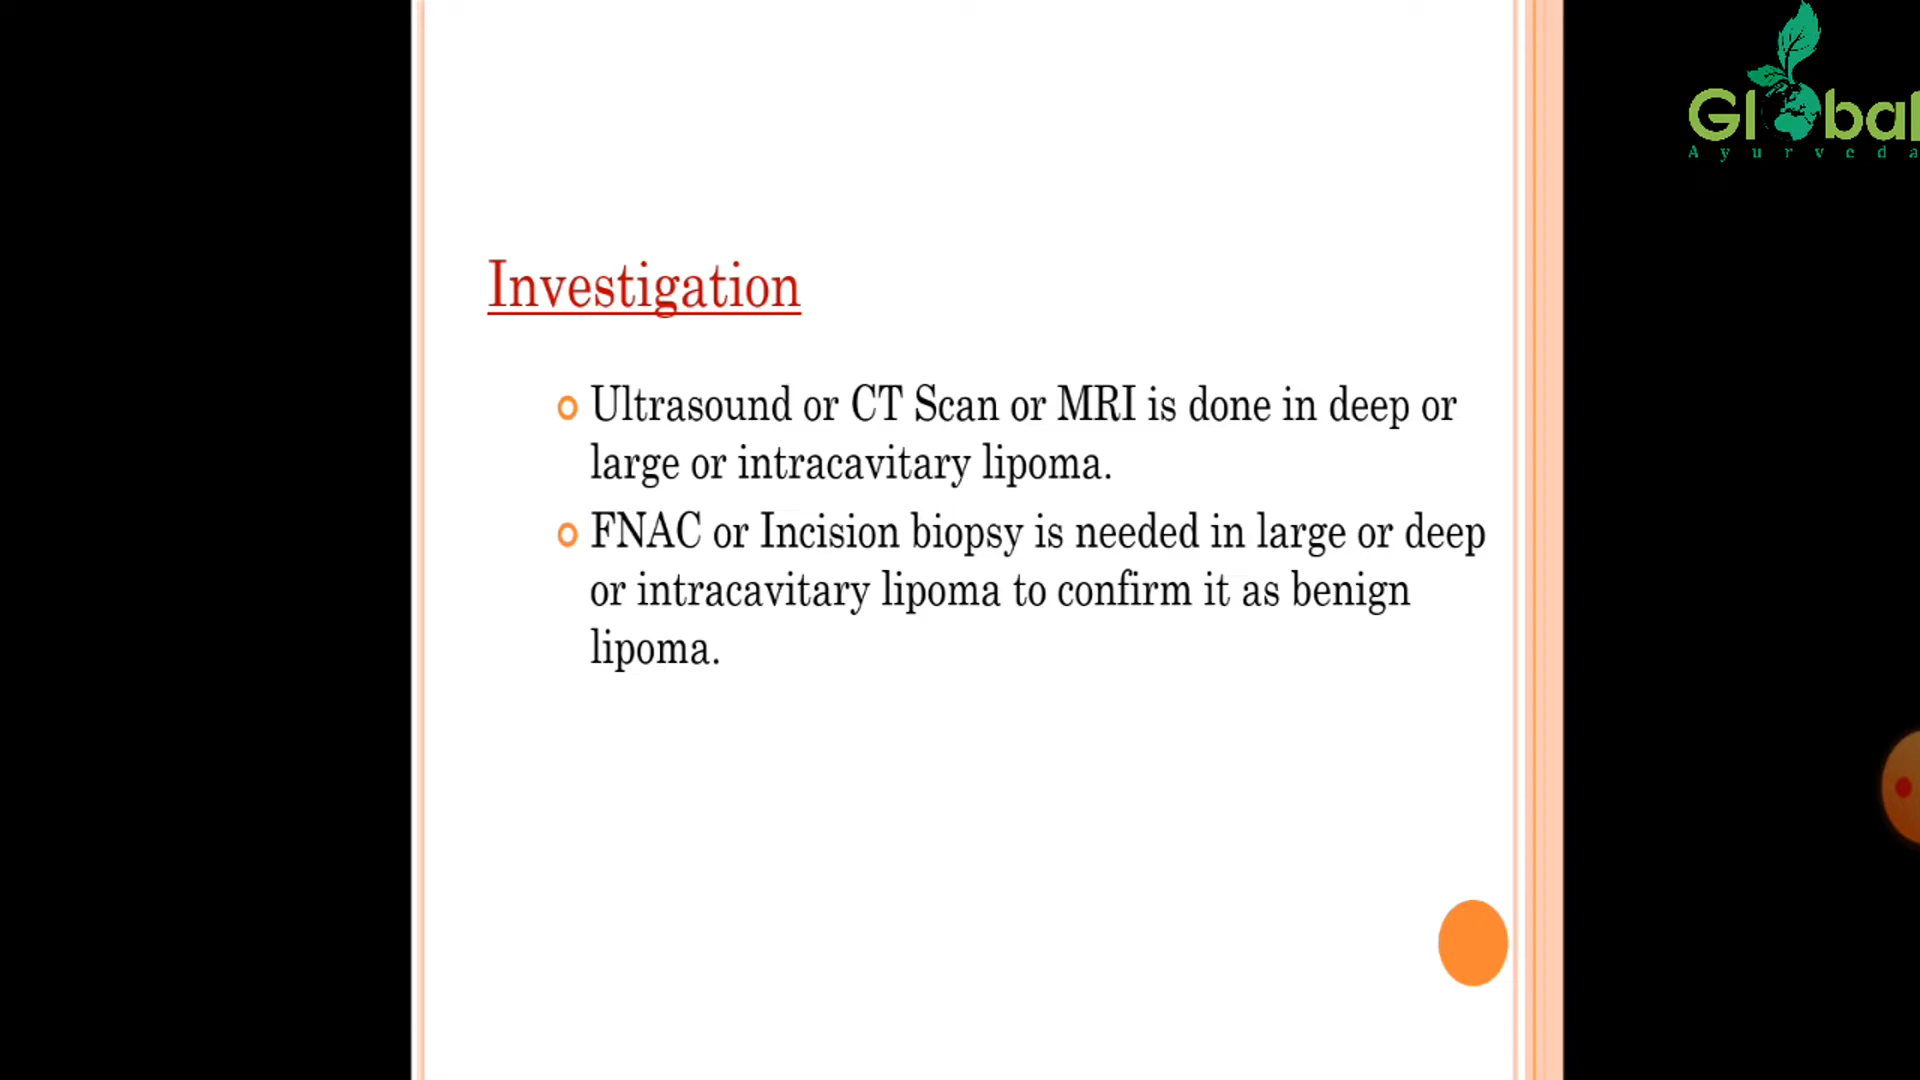 Global
Ayurveda
Investigation
Ultrasound or CT Scan or MRI is done in deep or
large or intracavitary lipoma.
FNAC or Incision biopsy is needed in large or deep
or intracavitary lipoma to confirm it as benign
lipoma.